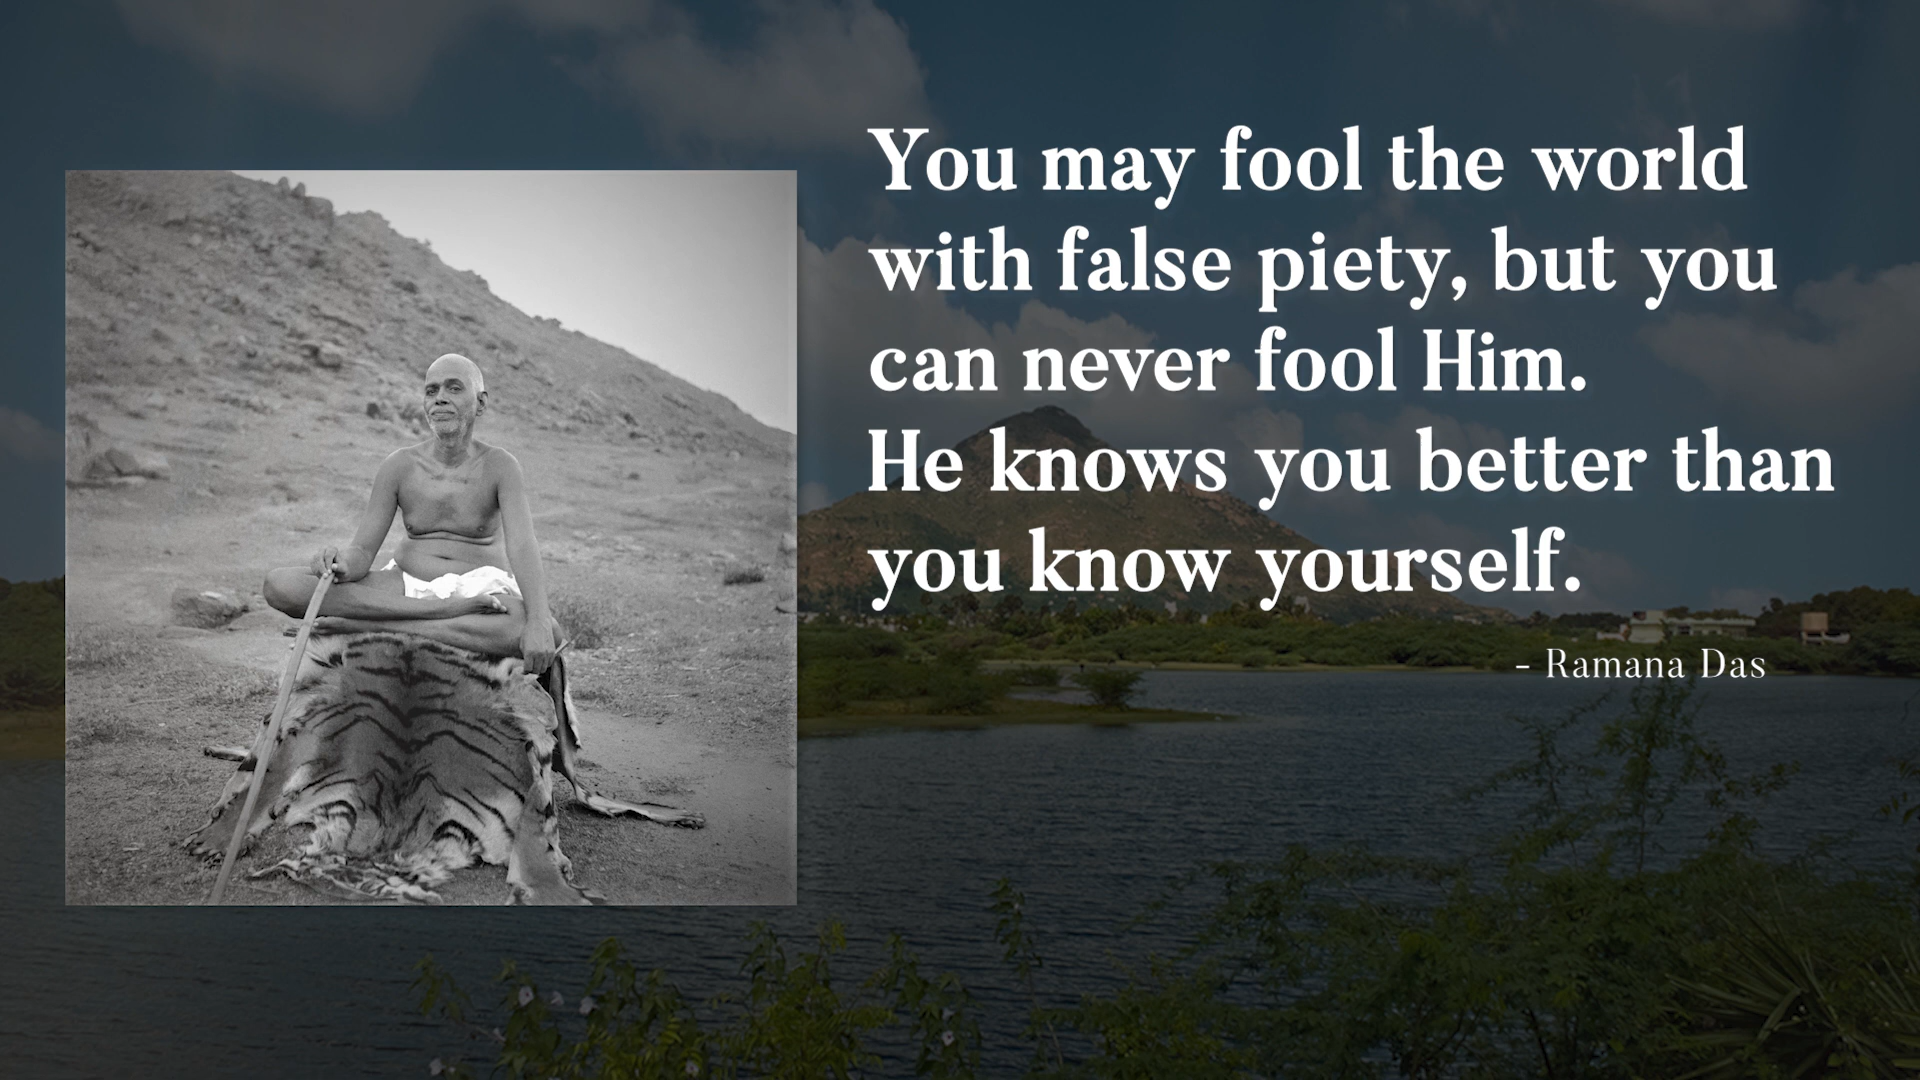 You may fool the world
with false piety, but you
can never fool Him.
He knows you better than
you know yourself.
- Ramana Das